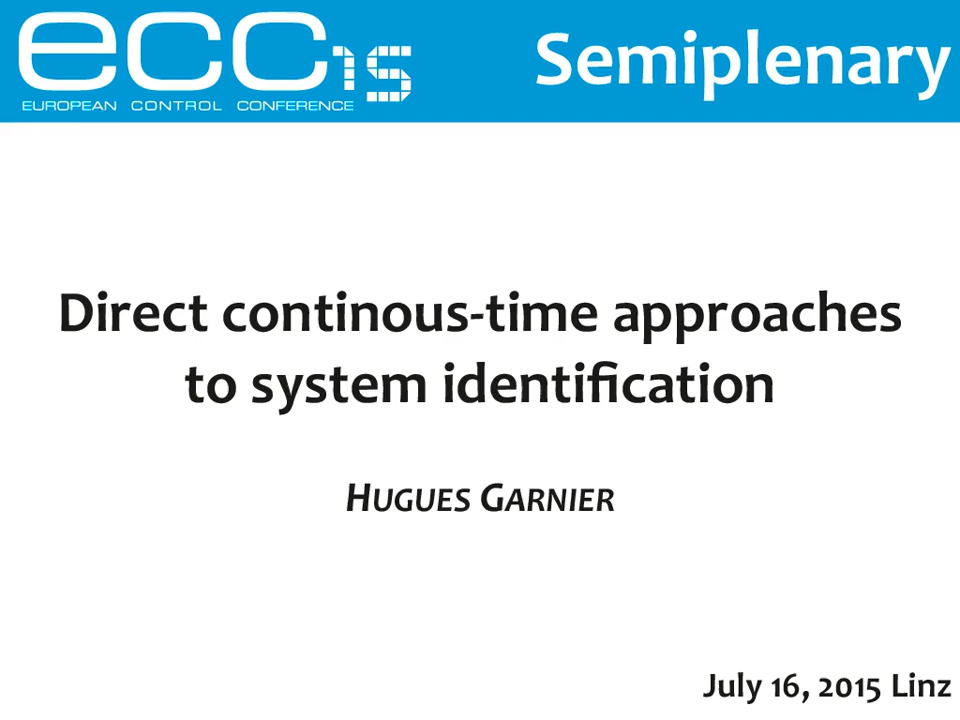 ecc15
EUROPEAN CONTROL CONFERENCE
Semiplenary
Direct continous-time approaches
to system identification
HUGUES GARNIER
July 16, 2015 Linz